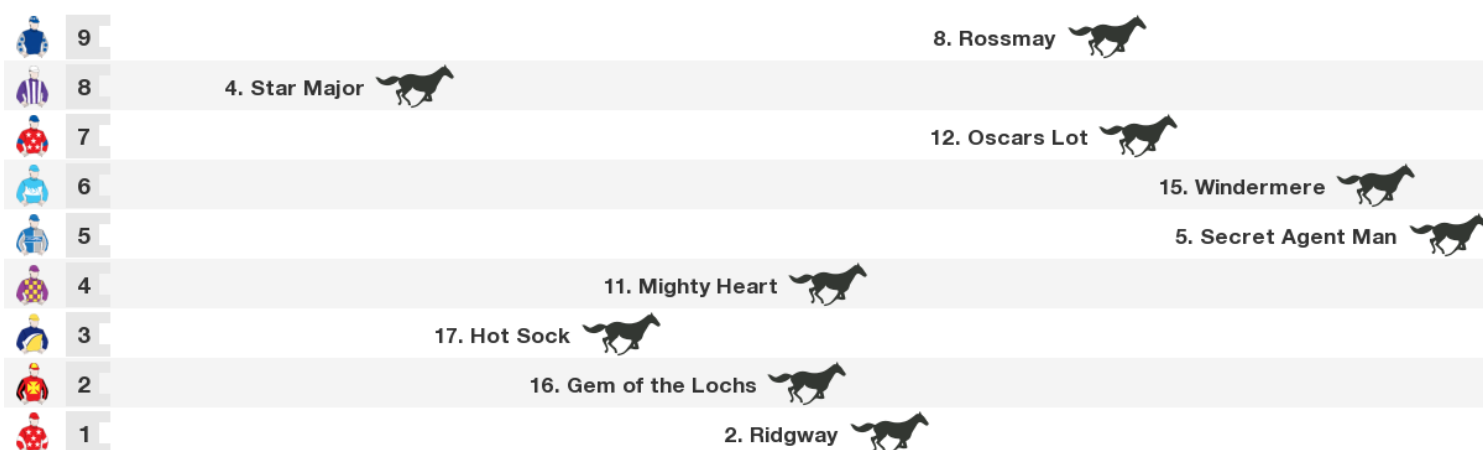 9 8. Rossmay
8 4. Star Major
7 12. Oscars Lot
6 15. Windermere
5 5. Secret Agent Man
4 11. Mighty Heart
3 17. Hot Sock
2 16. Gem of the Lochs
1 2. Ridgway